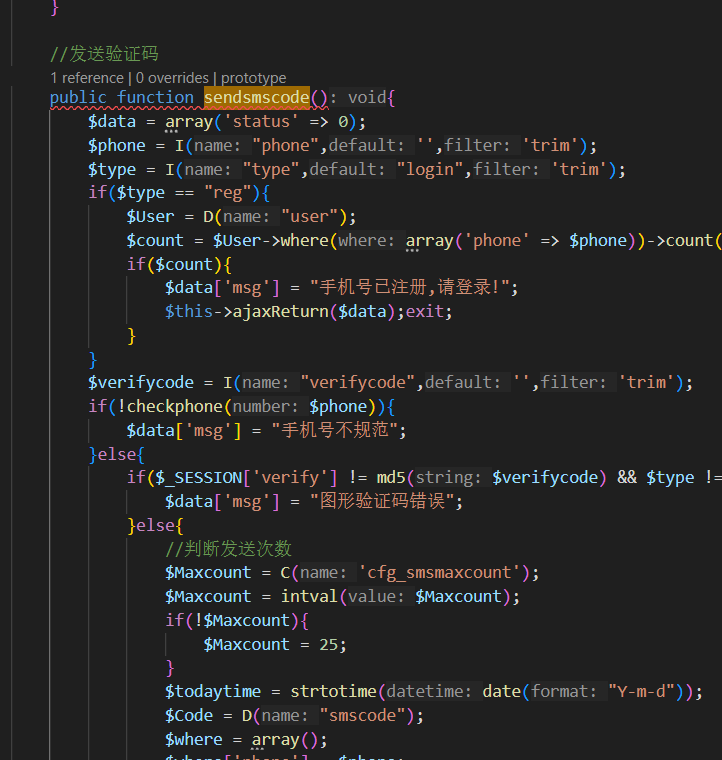 }
//发送验证码
1 reference | 0 overrides | prototype
public function sendsmscode(): void{
$data = array('status' => 0);
$phone = I(name: "phone",default: '',filter: 'trim');
$type = I(name: "type",default: "login",filter: 'trim');
if($type == "reg"){
$User = D(name: "user");
$count = $User->where(where: array('phone' => $phone))->count(
if($count){
$data['msg'] = "手机号已注册,请登录!";
$this->ajaxReturn($data);exit;
}
}
$verifycode = I(name: "verifycode",default: '',filter: 'trim');
if(!checkphone(number: $phone)){
$data['msg'] = "手机号不规范";
}else{
if($_SESSION['verify'] != md5(string: $verifycode) && $type !=
$data['msg'] = "图形验证码错误";
}else{
//判断发送次数
$Maxcount = C(name: 'cfg_smsmaxcount');
$Maxcount = intval(value: $Maxcount);
if(!$Maxcount){
$Maxcount = 25;
}
$todaytime = strtotime(datetime: date(format: "Y-m-d"));
$Code = D(name: "smscode");
$where = array();